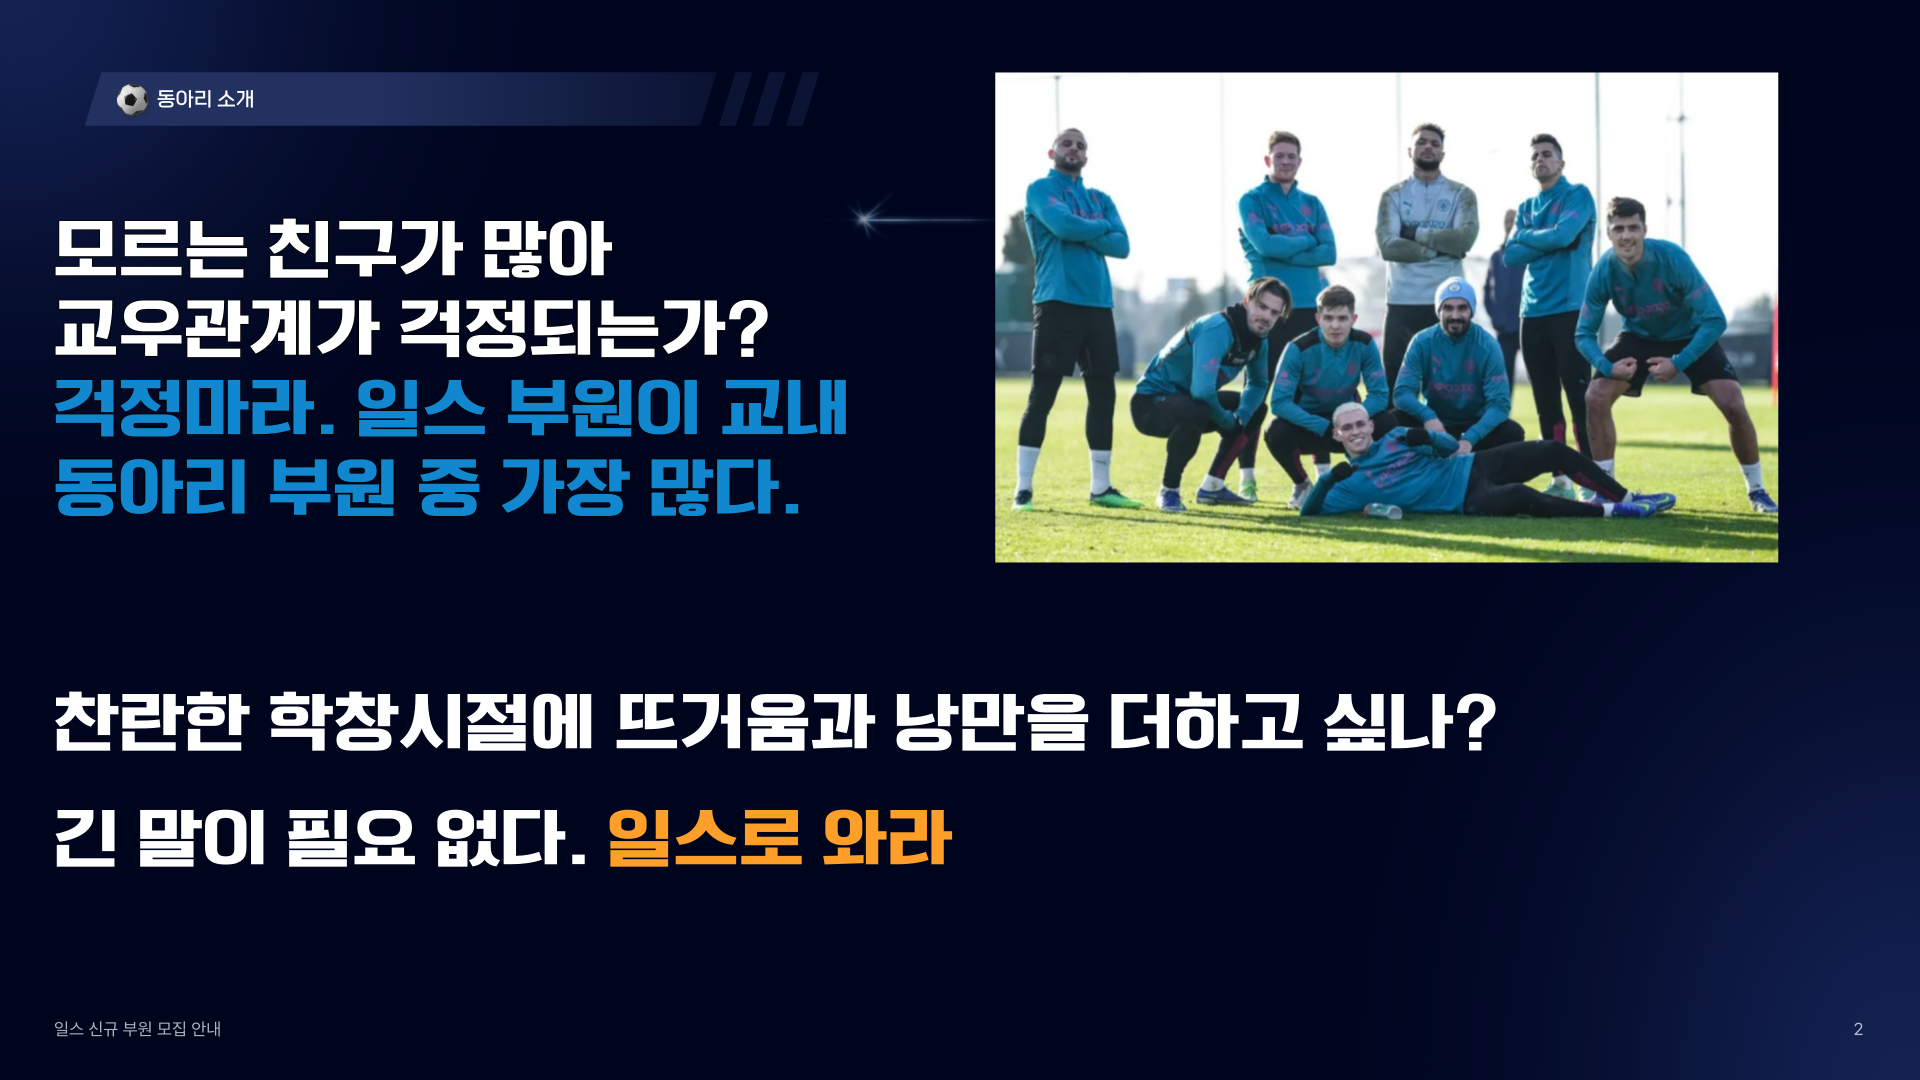 동아리 소개
모르는 친구가 많아
교우관계가 걱정되는가?
걱정마라. 일스 부원이 교내
동아리 부원 중 가장 많다.
찬란한 학창시절에 뜨거움과 낭만을 더하고 싶나?
긴 말이 필요 없다. 일스로 와라
일스 신규 부원 모집 안내
2